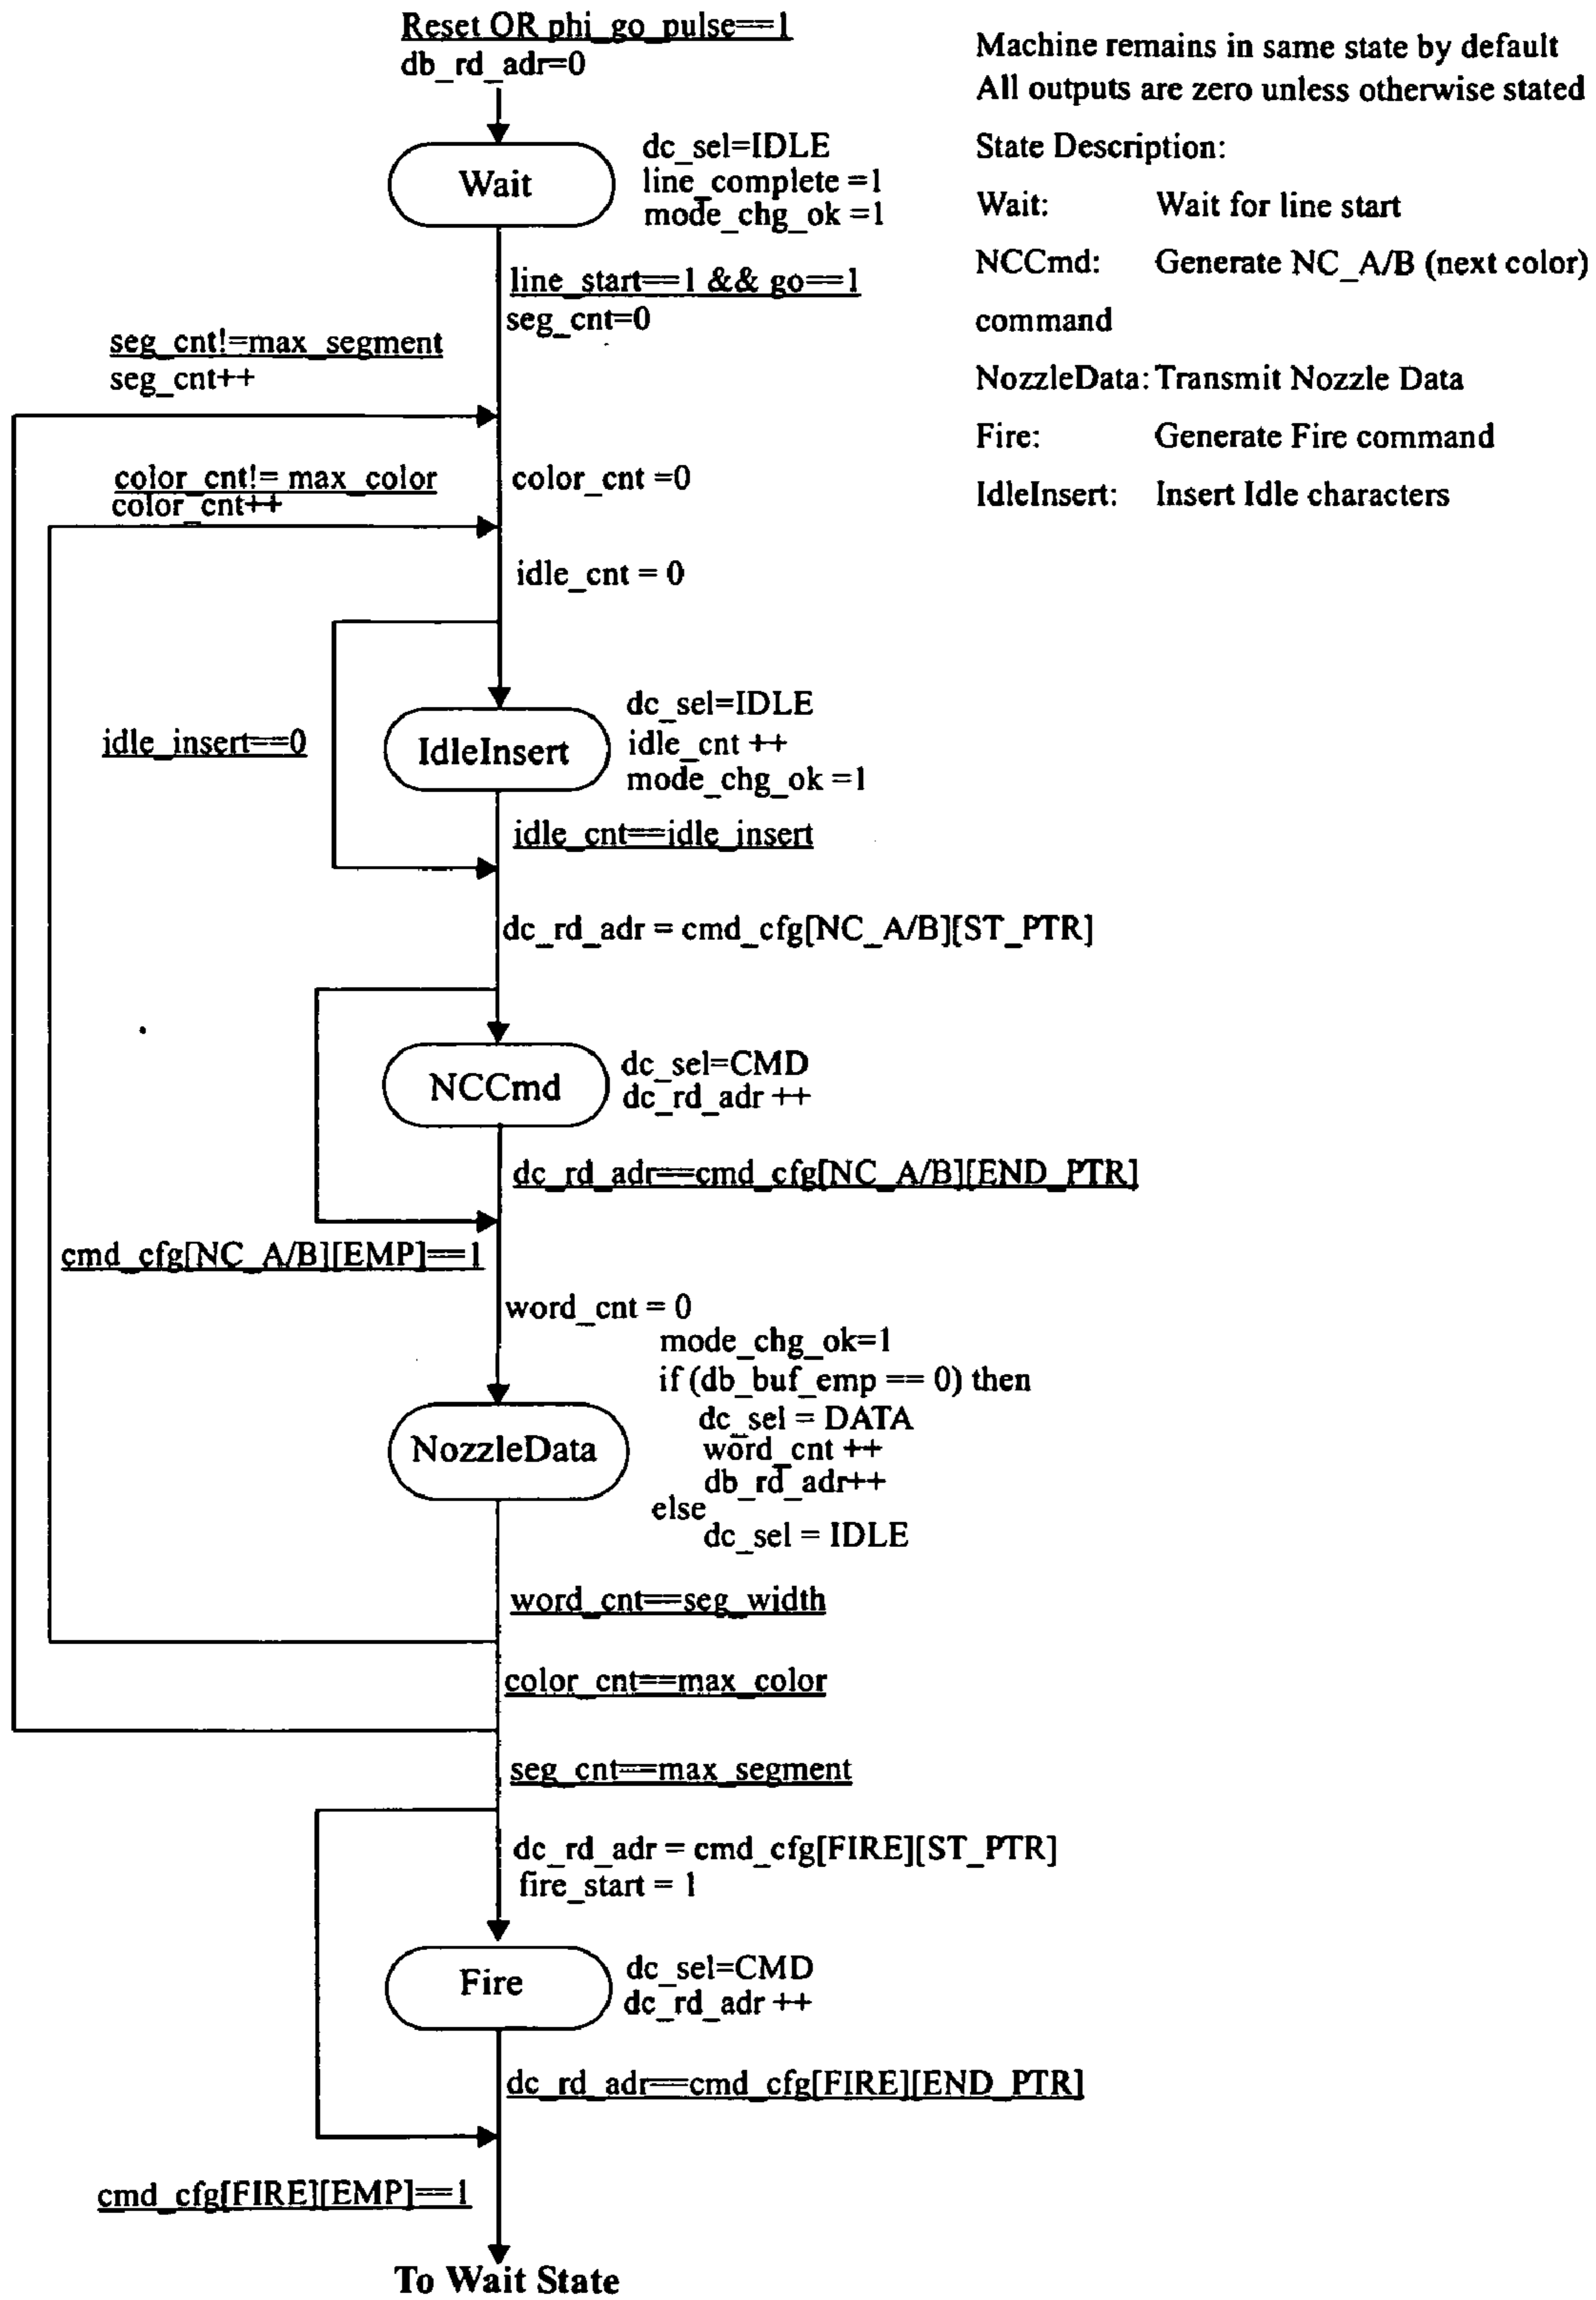 Reset OR phi_go_pulse==1
db_rd_adr=0
Wait
dc_sel=IDLE
line_complete =1
mode_chg_ok =1
line_start==1 && go==1
seg_cnt=0
seg_cnt!=max_segment
seg_cnt++
color_cnt!= max_color
color_cnt++
color_cnt =0
idle_cnt = 0
IdleInsert
dc_sel=IDLE
idle_cnt ++
mode_chg_ok =1
idle_insert==0
idle_cnt==idle_insert
dc_rd_adr = cmd_cfg[NC_A/B][ST_PTR]
NCCmd
dc_sel=CMD
dc_rd_adr ++
dc_rd_adr==cmd_cfg[NC_A/B][END_PTR]
cmd_cfg[NC_A/B][EMP]==1
word_cnt = 0
mode_chg_ok=1
if (db_buf_emp == 0) then
dc_sel = DATA
word_cnt ++
db_rd_adr++
else
dc_sel = IDLE
NozzleData
word_cnt==seg_width
color_cnt==max_color
seg_cnt==max_segment
dc_rd_adr = cmd_cfg[FIRE][ST_PTR]
fire_start = 1
Fire
dc_sel=CMD
dc_rd_adr ++
dc_rd_adr==cmd_cfg[FIRE][END_PTR]
cmd_cfg[FIRE][EMP]==1
To Wait State
Machine remains in same state by default
All outputs are zero unless otherwise stated
State Description:
Wait: Wait for line start
NCCmd: Generate NC_A/B (next color)
command
NozzleData: Transmit Nozzle Data
Fire: Generate Fire command
IdleInsert: Insert Idle characters